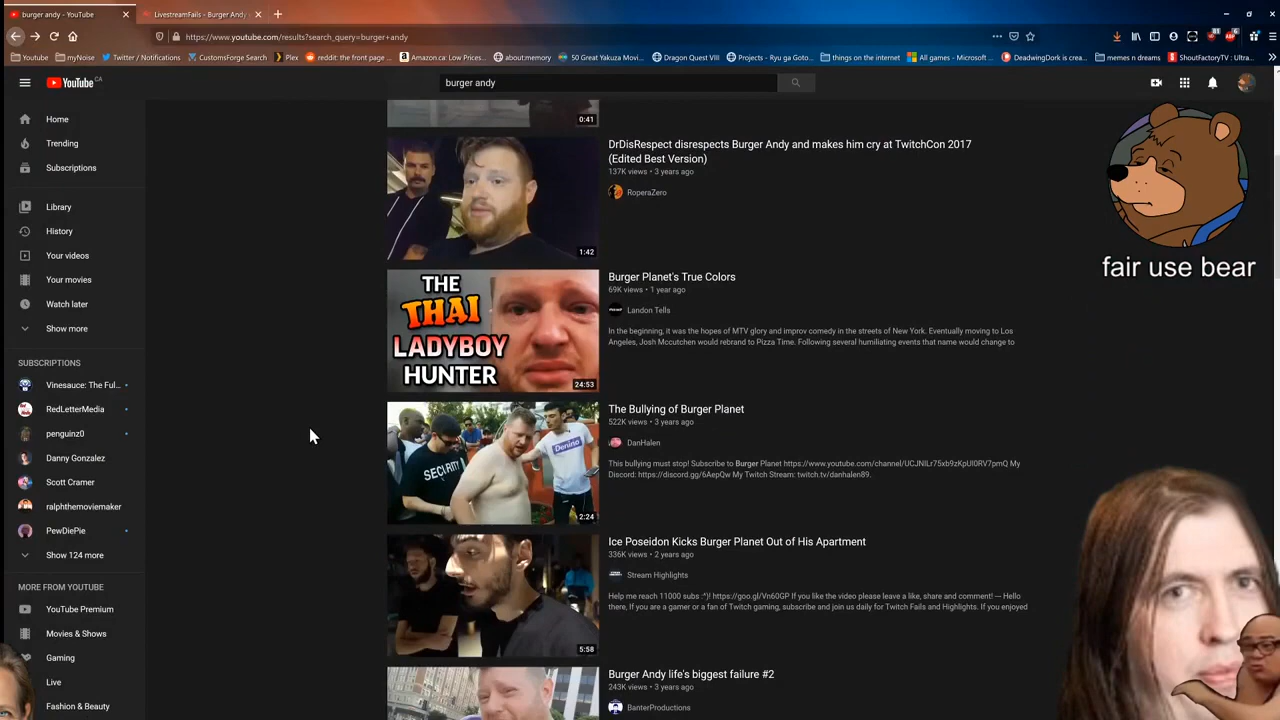 burger andy - YouTube
LivestreamFails - Burger Andy
https://www.youtube.com/results?search_query=burger+andy
Youtube
myNoise
Twitter / Notifications
CustomsForge Search
Plex
reddit: the front page ...
Amazon.ca: Low Prices...
about:memory
50 Great Yakuza Movi...
Dragon Quest VIII
Projects - Ryu ga Goto...
things on the internet
All games - Microsoft ...
DeadwingDork is crea...
memes n dreams
ShoutFactoryTV : Ultra...
YouTube CA
burger andy
Home
Trending
Subscriptions
Library
History
Your videos
Your movies
Watch later
Show more
SUBSCRIPTIONS
Vinesauce: The Ful...
RedLetterMedia
penguinz0
Danny Gonzalez
Scott Cramer
ralphthemoviemaker
PewDiePie
Show 124 more
MORE FROM YOUTUBE
YouTube Premium
Movies & Shows
Gaming
Live
Fashion & Beauty
0:41
DrDisRespect disrespects Burger Andy and makes him cry at TwitchCon 2017
(Edited Best Version)
137K views • 3 years ago
RoperaZero
1:42
THE
THAI
LADYBOY
HUNTER
24:53
Burger Planet's True Colors
69K views • 1 year ago
Landon Tells
In the beginning, it was the hopes of MTV glory and improv comedy in the streets of New York. Eventually moving to Los
Angeles, Josh Mccutchen would rebrand to Pizza Time. Following several humiliating events that name would change to
SECURITY
Denino
2:24
The Bullying of Burger Planet
522K views • 3 years ago
DanHalen
This bullying must stop! Subscribe to Burger Planet https://www.youtube.com/channel/UCJNILr75xb9zKpUI0RV7pmQ My
Discord: https://discord.gg/6AepQw My Twitch Stream: twitch.tv/danhalen89.
5:58
Ice Poseidon Kicks Burger Planet Out of His Apartment
336K views • 2 years ago
Stream Highlights
Help me reach 11000 subs :^)! https://goo.gl/Vn60GP If you like the video please leave a like, share and comment! --- Hello
there, If you are a gamer or a fan of Twitch gaming, subscribe and join us daily for Twitch Fails and Highlights. If you enjoyed
Burger Andy life's biggest failure #2
243K views • 3 years ago
BanterProductions
fair use bear